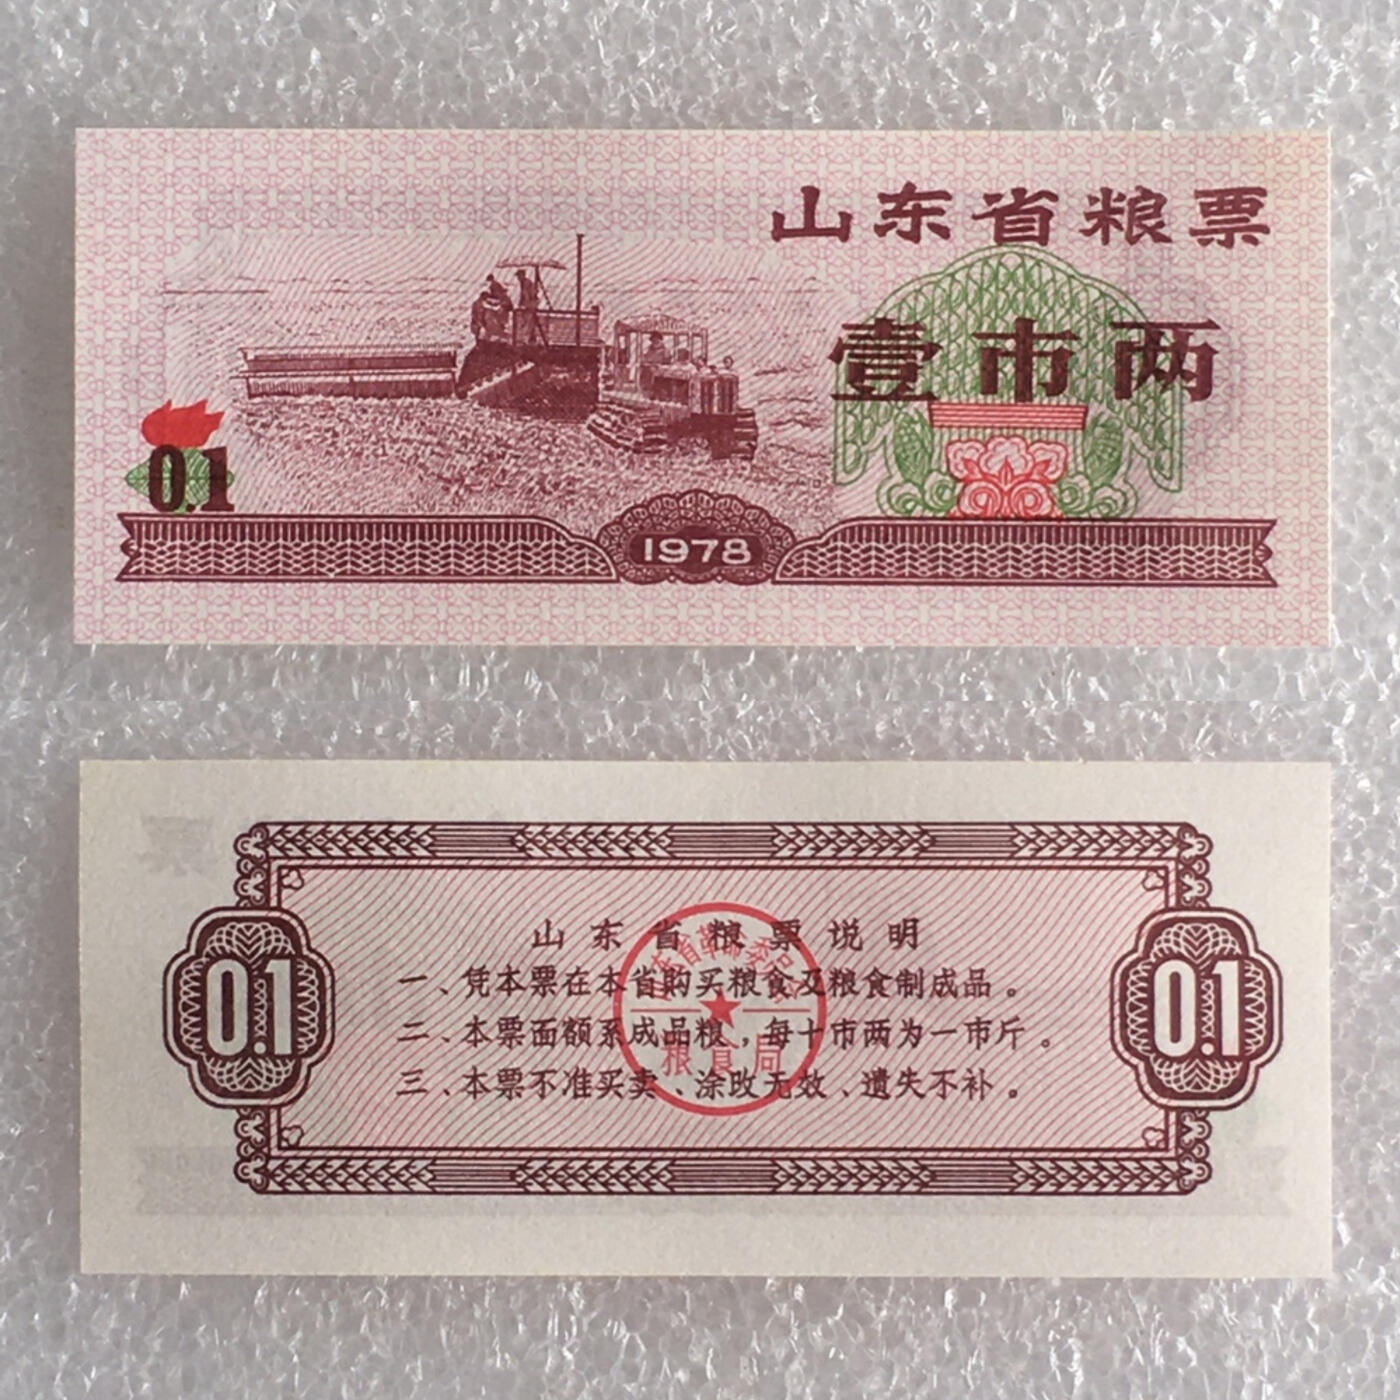 山东省粮票
壹市两
0.1
1978
山东省粮票说明
一、凭本票在本省购买粮食及粮食制成品。
二、本票面额系成品粮，每十市两为一市斤。
三、本票不准买卖、涂改无效、遗失不补。
0.1
0.1
粮食局